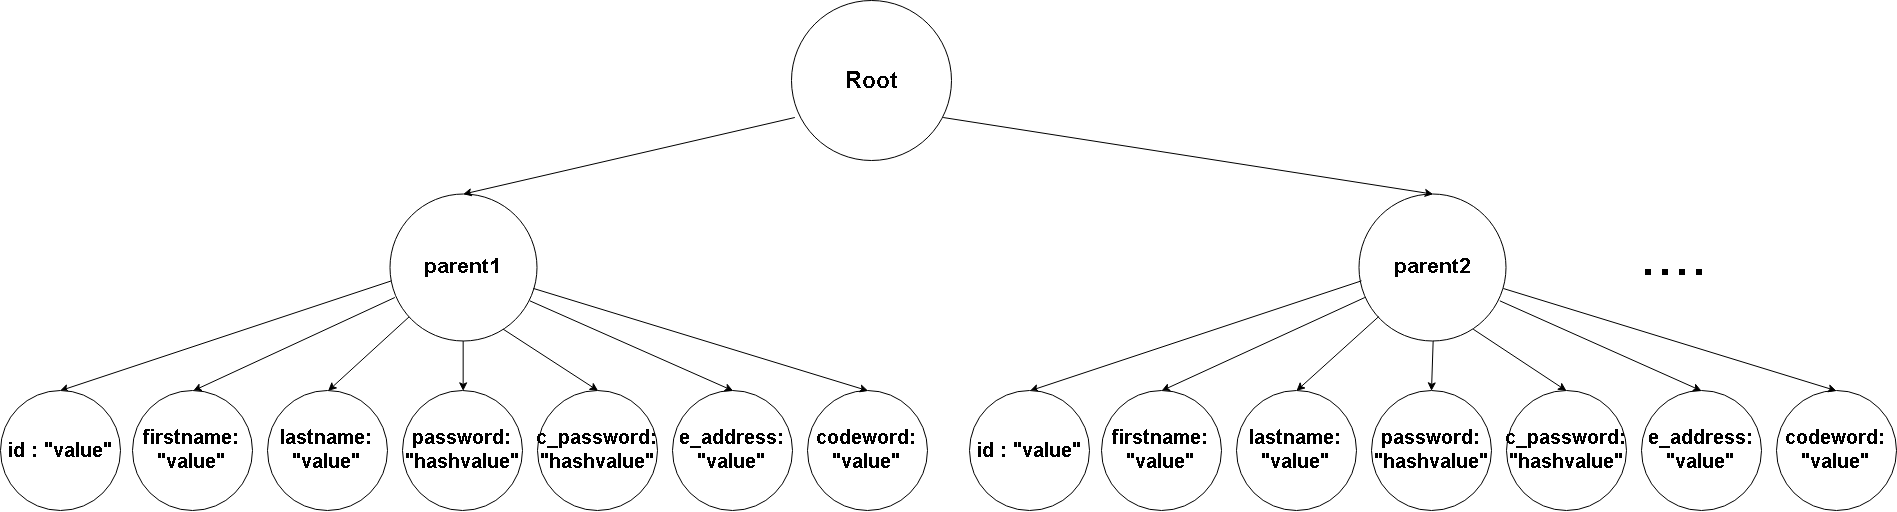 Root
parent1
parent2
....
id : "value"
firstname:
"value"
lastname:
"value"
password:
"hashvalue"
c_password:
"hashvalue"
e_address:
"value"
codeword:
"value"
id : "value"
firstname:
"value"
lastname:
"value"
password:
"hashvalue"
c_password:
"hashvalue"
e_address:
"value"
codeword:
"value"